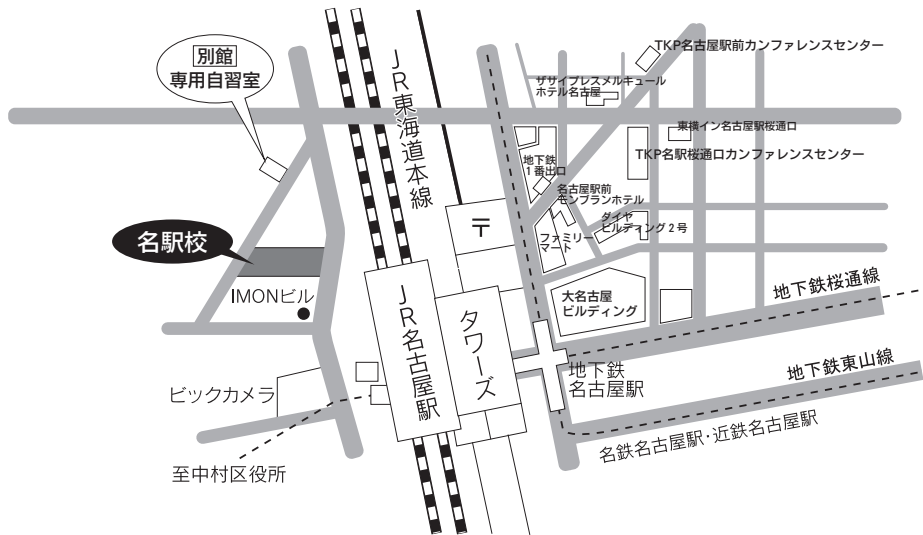 別館
専用自習室
JR東海道本線
TKP名古屋駅前カンファレンスセンター
ザサイプレスメルキュール
ホテル名古屋
東横イン名古屋駅桜通口
TKP名駅桜通口カンファレンスセンター
地下鉄
1番出口
名古屋駅前
モンブランホテル
ダイヤ
ビルディング2号
〒
ファミリー
マート
名駅校
IMONビル
大名古屋
ビルディング
地下鉄桜通線
JR名古屋駅
タワーズ
地下鉄
名古屋駅
地下鉄東山線
ビックカメラ
名鉄名古屋駅・近鉄名古屋駅
至中村区役所